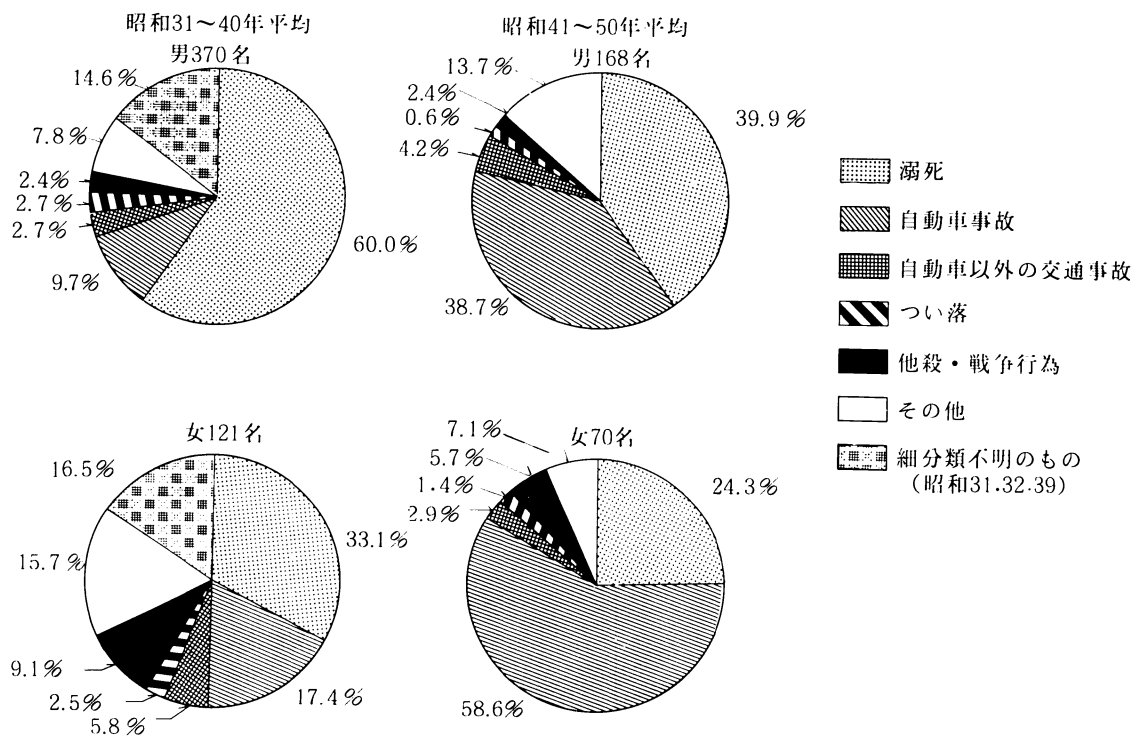 昭和31～40年平均
男370名
14.6%
7.8%
2.4%
2.7%
2.7%
9.7%
60.0%
昭和41～50年平均
男168名
13.7%
2.4%
0.6%
4.2%
38.7%
39.9%
溺死
自動車事故
自動車以外の交通事故
つい落
他殺・戦争行為
その他
細分類不明のもの
(昭和31.32.39)
女121名
16.5%
15.7%
9.1%
2.5%
5.8%
17.4%
33.1%
女70名
7.1%
5.7%
1.4%
2.9%
58.6%
24.3%